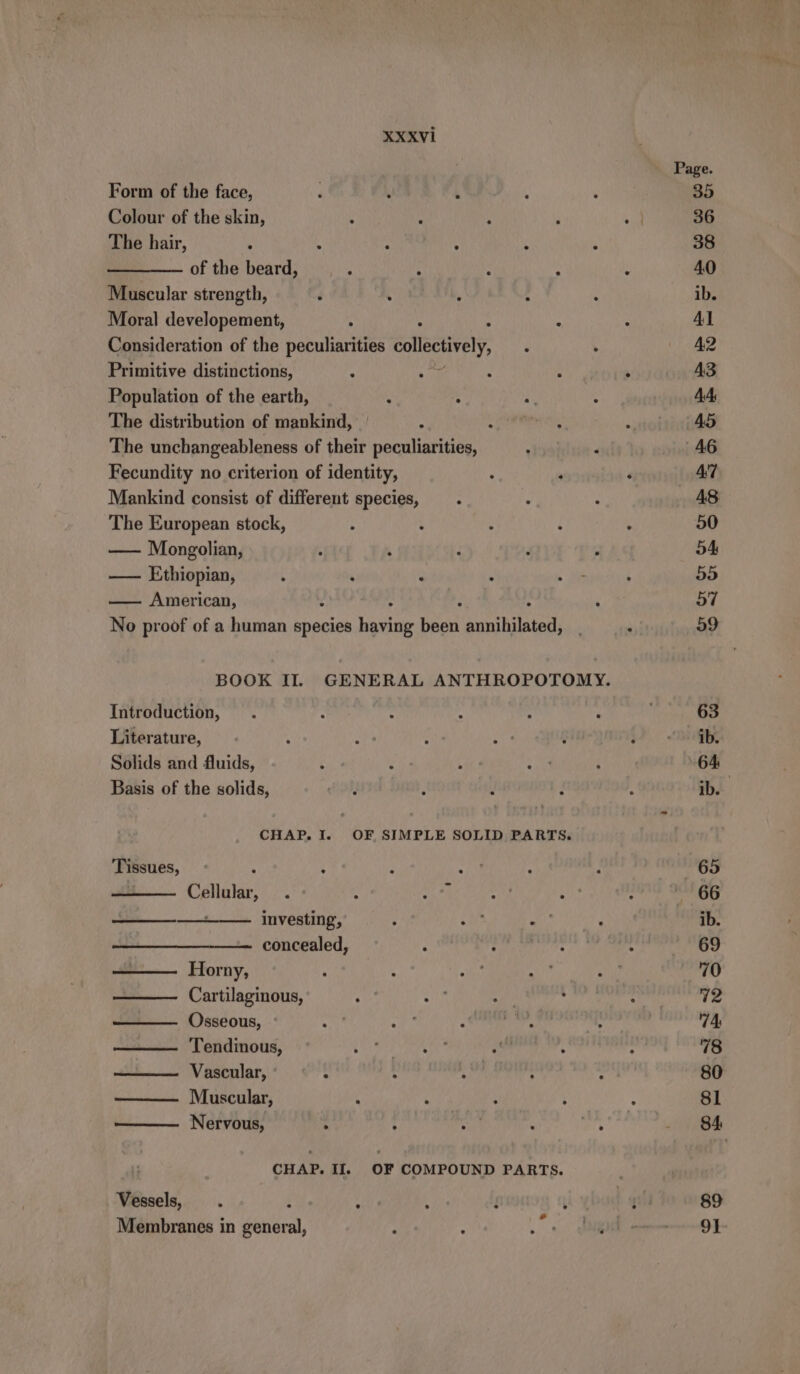 xxxvi
Page.
Form of the face, . . . . . 35
Colour of the skin, . . . . . 36
The hair, . . . . . . 38
——— of the beard, . . . . . 40
Muscular strength, . . . . . ib.
Moral developement, . . . . . 41
Consideration of the peculiarities collectively, . . 42
Primitive distinctions, . . . . . 43
Population of the earth, . . . . 44
The distribution of mankind, . . . . 45
The unchangeableness of their peculiarities, . . 46
Fecundity no criterion of identity, . . . 47
Mankind consist of different species, . . . 48
The European stock, . . . . . 50
—— Mongolian, . . . . . 54
—— Ethiopian, . . . . . . 55
—— American, . . . . . 57
No proof of a human species having been annihilated, . 59
BOOK II. GENERAL ANTHROPOTOMY.
Introduction, . . . . . . 63
Literature, . . . . . . ib.
Solids and fluids, . . . . . 64
Basis of the solids, . . . . . ib.
CHAP. I. OF SIMPLE SOLID PARTS.
Tissues, . . . . . . 65
——— Cellular, . . . . . . 66
—————— investing, . . . . ib.
—————— concealed, . . . . 69
——— Horny, . . . . . 70
——— Cartilaginous, . . . . . 72
——— Osseous, . . . . . 74
——— Tendinous, . . . . . 78
——— Vascular, . . . . . 80
——— Muscular, . . . . . 81
——— Nervous, . . . . . 84
CHAP. II. OF COMPOUND PARTS.
Vessels, . . . . . . . 89
Membranes in general, . . . . 91